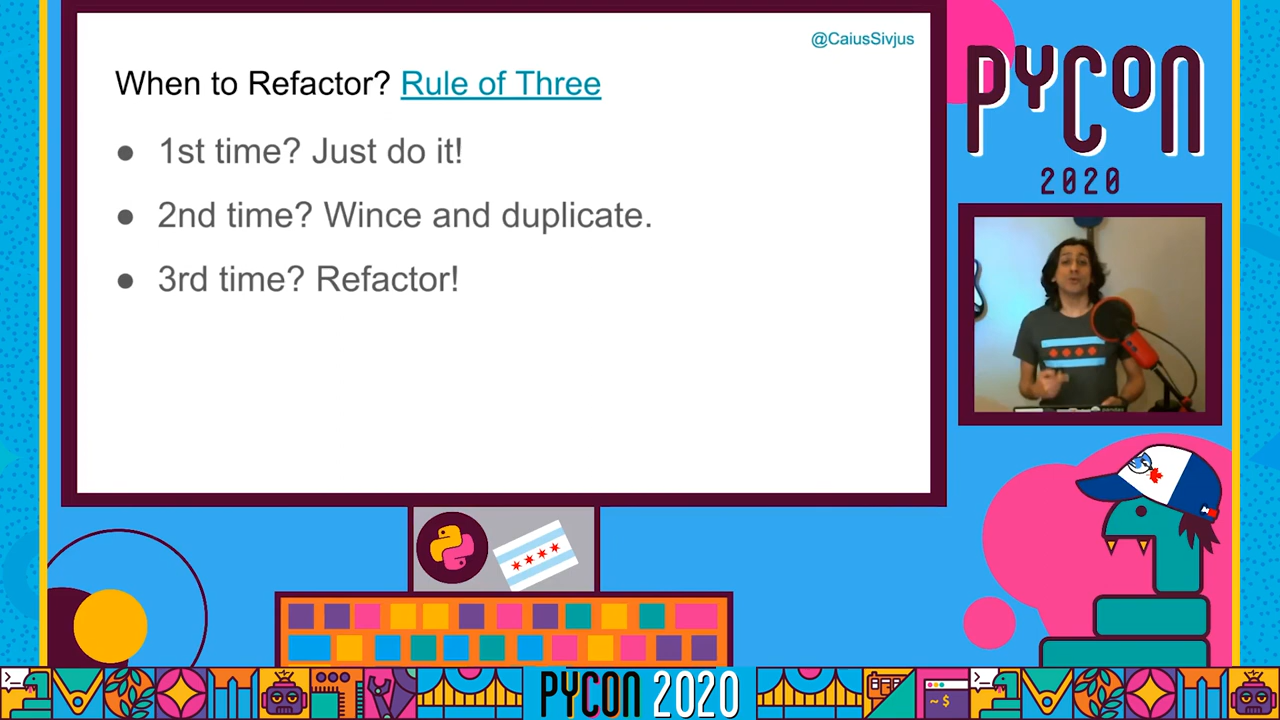 @CaiusSivjus
When to Refactor? Rule of Three
● 1st time? Just do it!
● 2nd time? Wince and duplicate.
● 3rd time? Refactor!
PYCON
2020
~ $
PYCON 2020